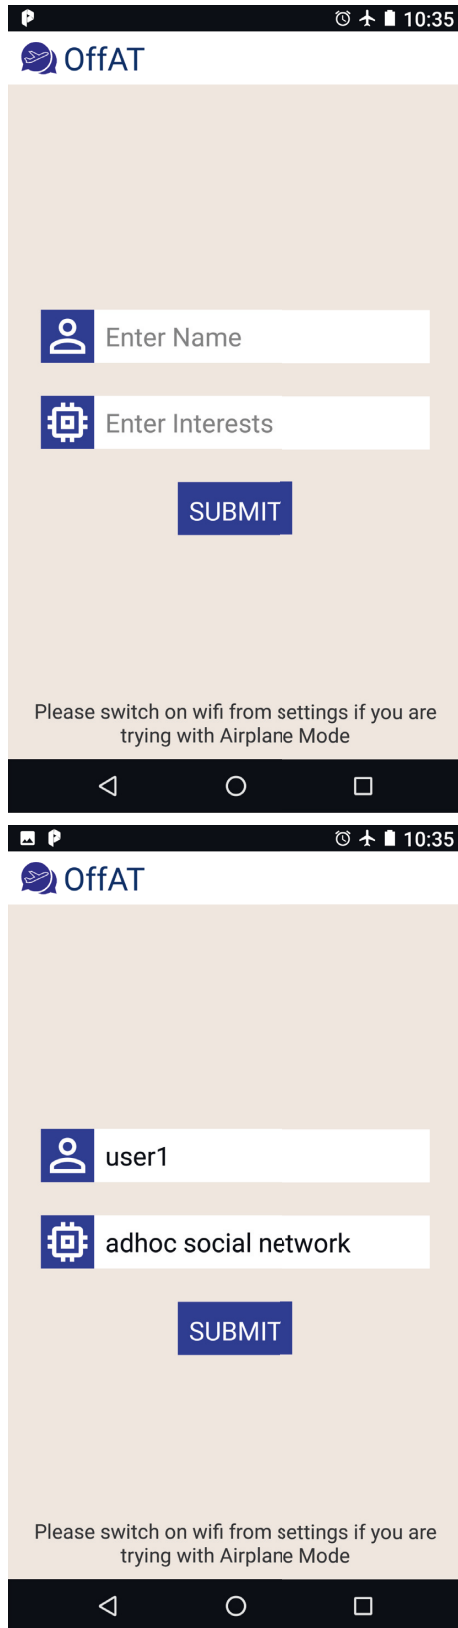 10:35
OffAT
Enter Name
Enter Interests
SUBMIT
Please switch on wifi from settings if you are
trying with Airplane Mode
10:35
OffAT
user1
adhoc social network
SUBMIT
Please switch on wifi from settings if you are
trying with Airplane Mode